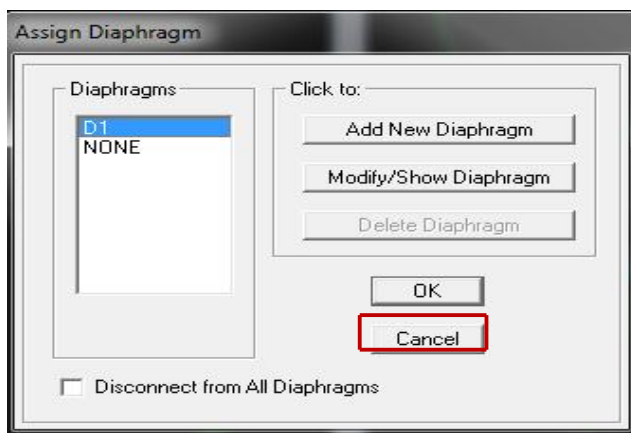 Assign Diaphragm
Diaphragms
D1
NONE
Click to:
Add New Diaphragm
Modify/Show Diaphragm
Delete Diaphragm
OK
Cancel
Disconnect from All Diaphragms